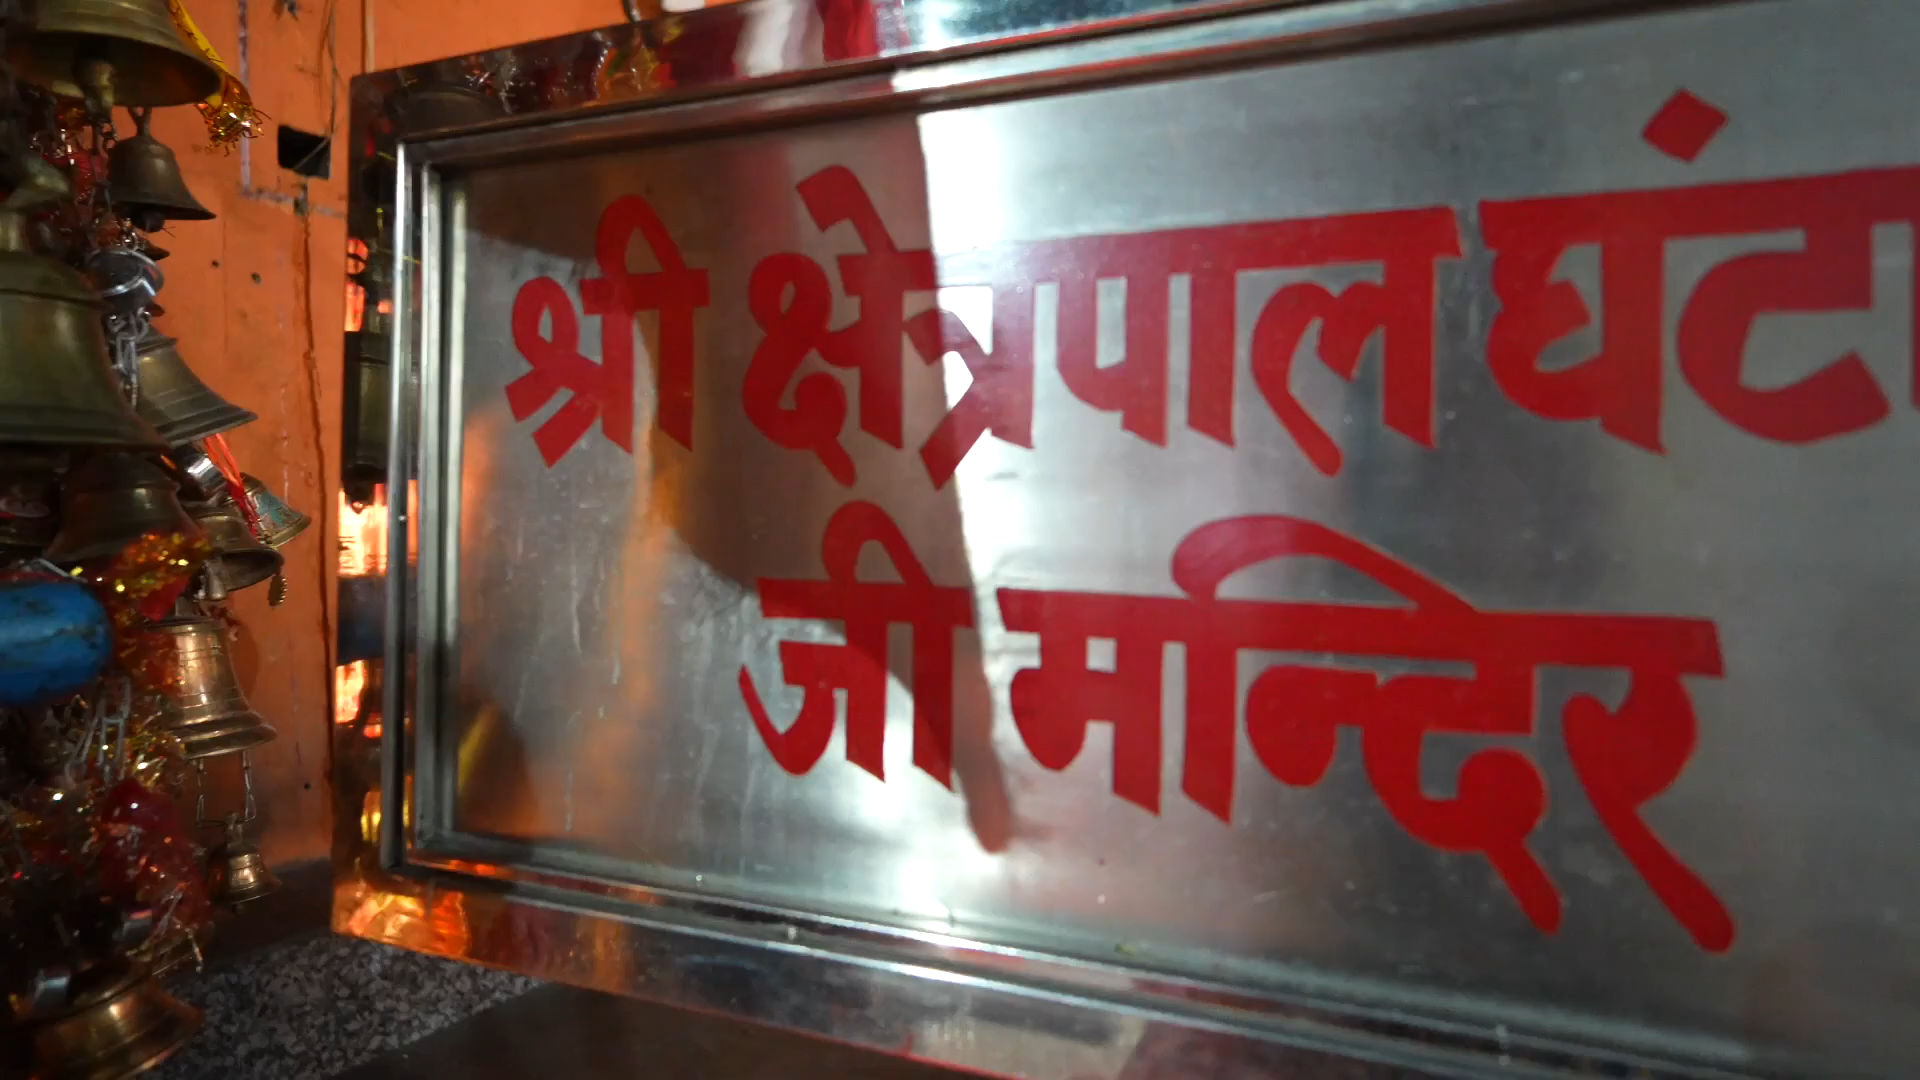 श्री क्षेत्रपाल घंटा
जी मन्दिर